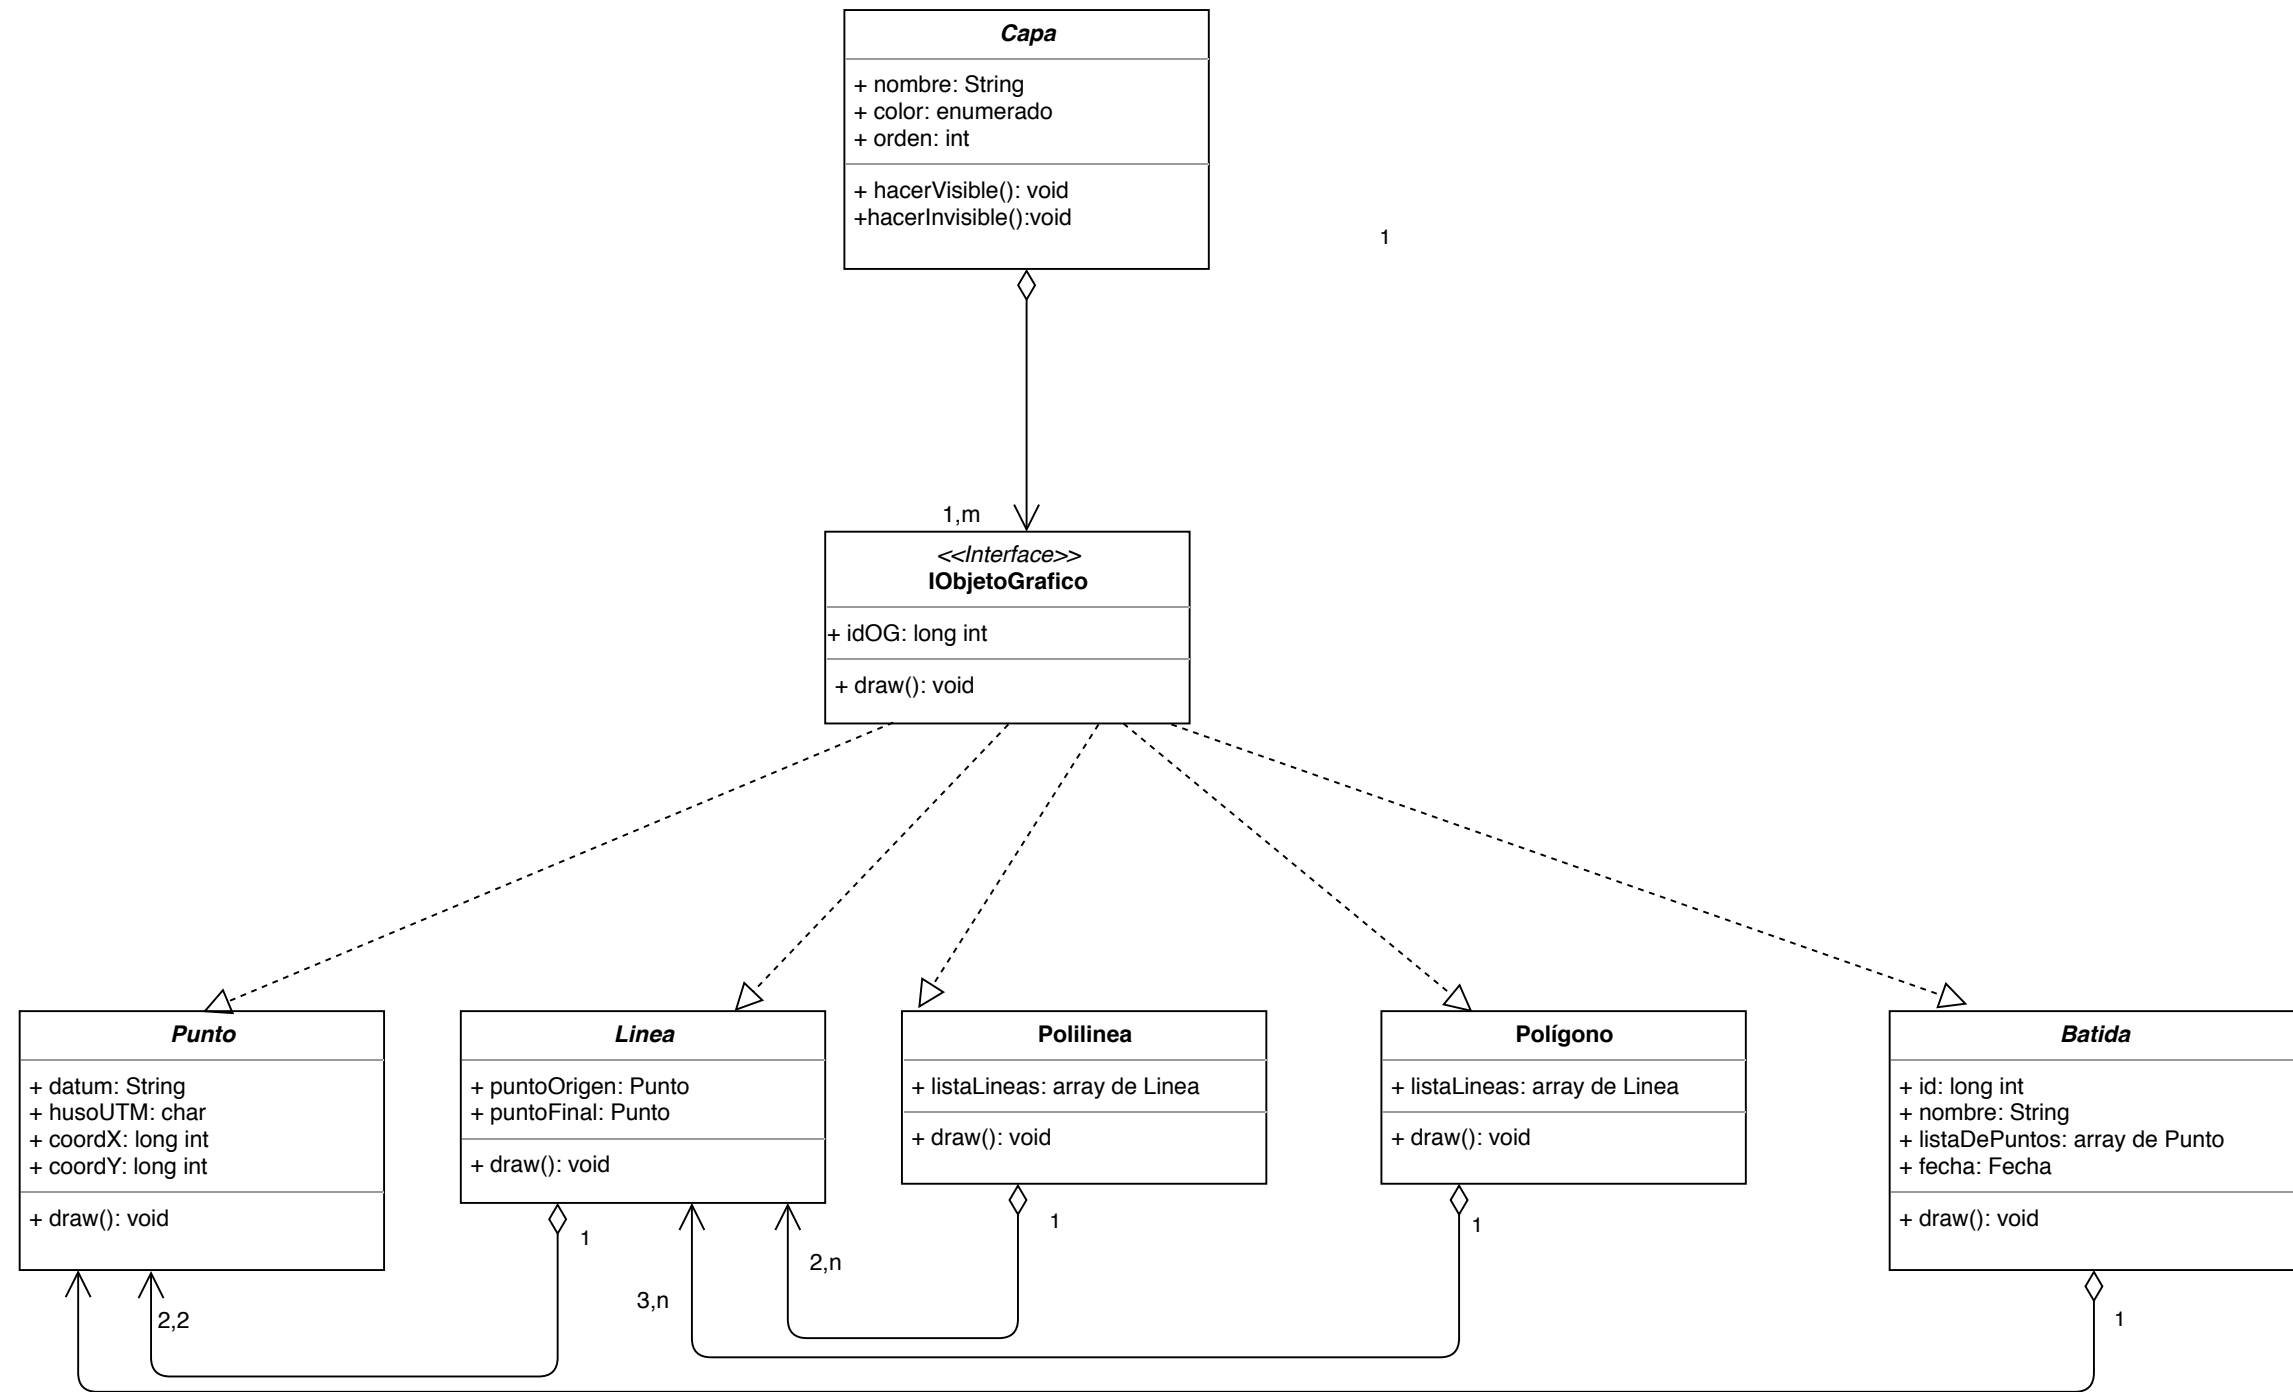 Capa
+ nombre: String
+ color: enumerado
+ orden: int
+ hacerVisible(): void
+hacerInvisible():void
1
1,m
<<Interface>>
IObjetoGrafico
+ idOG: long int
+ draw(): void
Punto
+ datum: String
+ husoUTM: char
+ coordX: long int
+ coordY: long int
+ draw(): void
Linea
+ puntoOrigen: Punto
+ puntoFinal: Punto
+ draw(): void
Polilinea
+ listaLineas: array de Linea
+ draw(): void
Polígono
+ listaLineas: array de Linea
+ draw(): void
Batida
+ id: long int
+ nombre: String
+ listaDePuntos: array de Punto
+ fecha: Fecha
+ draw(): void
1
1
1
2,n
3,n
2,2
1